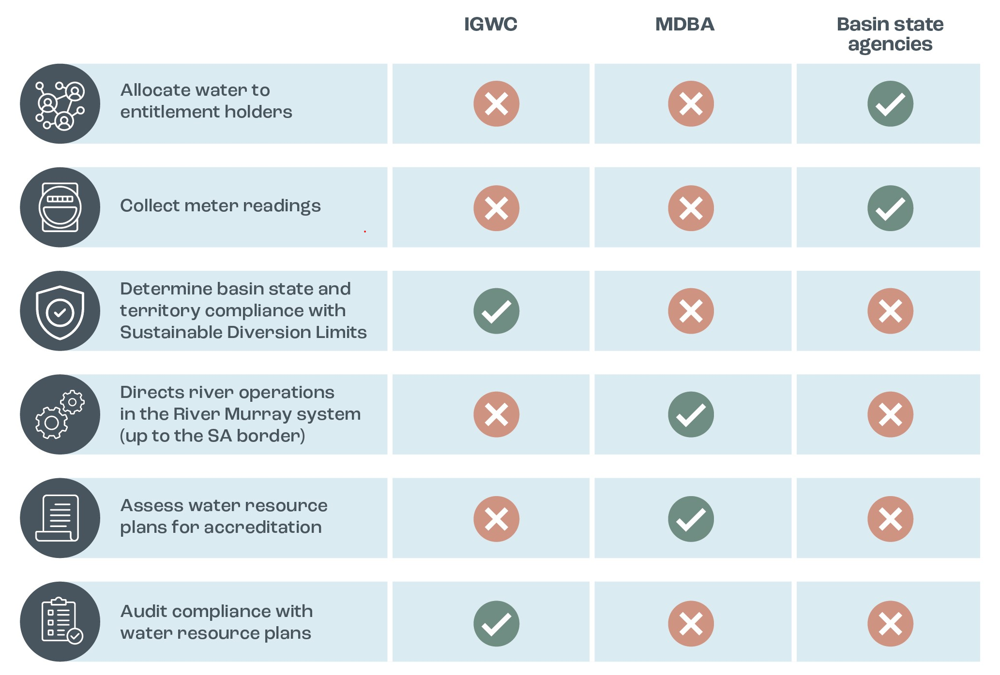 IGWC
MDBA
Basin state
agencies
Allocate water to
entitlement holders
Collect meter readings
Determine basin state and
territory compliance with
Sustainable Diversion Limits
Directs river operations
in the River Murray system
(up to the SA border)
Assess water resource
plans for accreditation
Audit compliance with
water resource plans